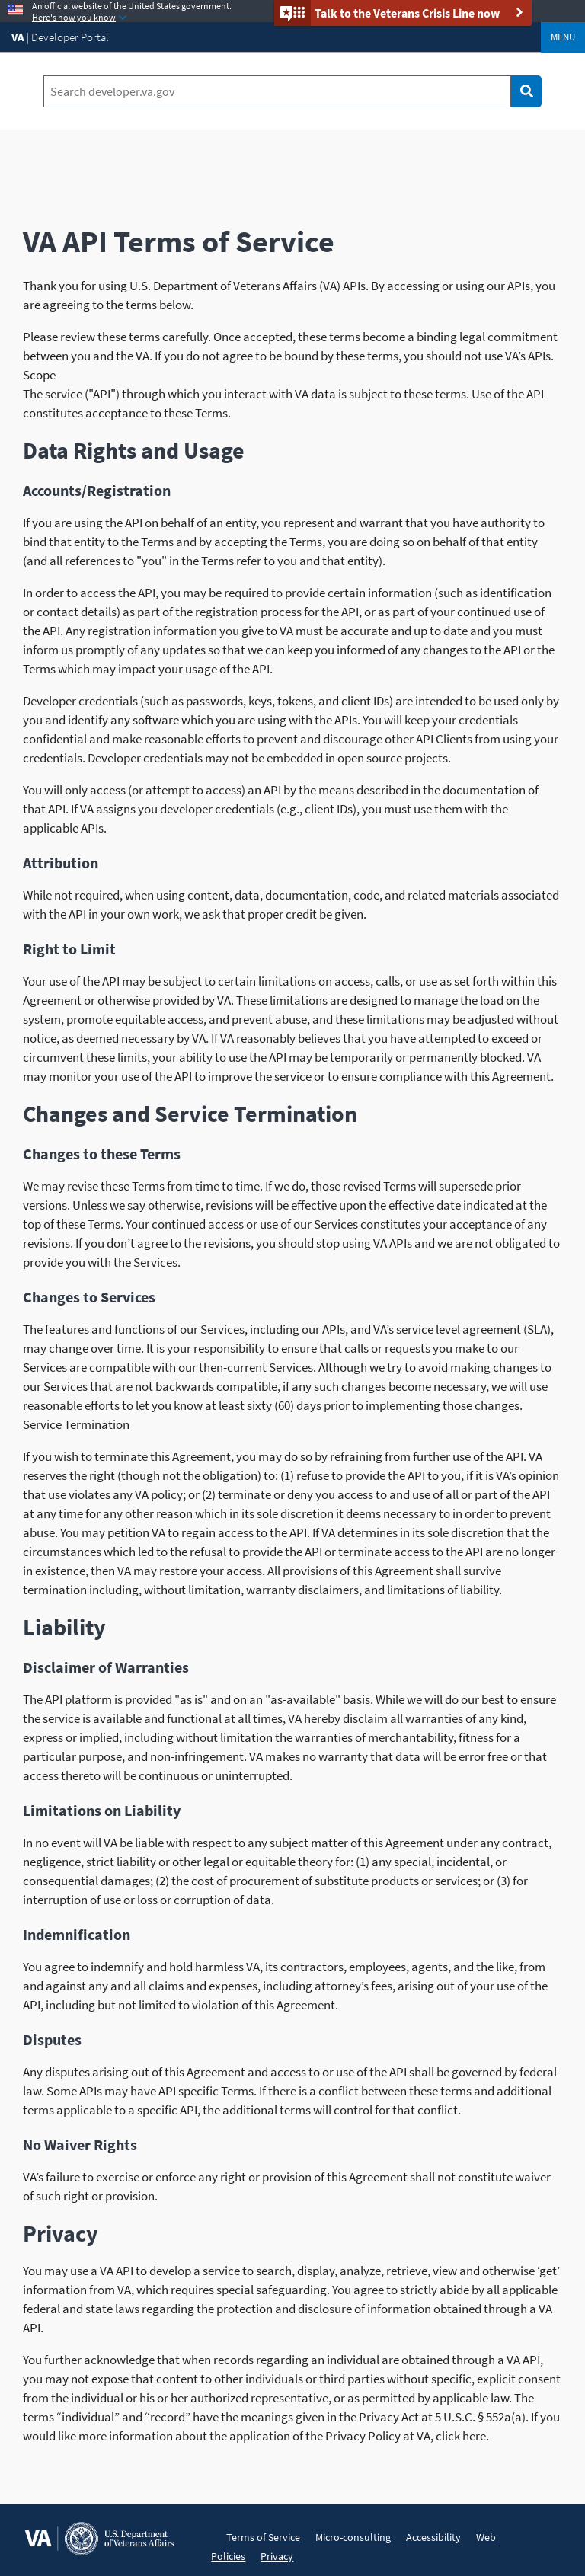 An official website of the United States government.
Here's how you know
Talk to the Veterans Crisis Line now
VA | Developer Portal
MENU
Search developer.va.gov
VA API Terms of Service
Thank you for using U.S. Department of Veterans Affairs (VA) APIs. By accessing or using our APIs, you
are agreeing to the terms below.
Please review these terms carefully. Once accepted, these terms become a binding legal commitment
between you and the VA. If you do not agree to be bound by these terms, you should not use VA’s APIs.
Scope
The service ("API") through which you interact with VA data is subject to these terms. Use of the API
constitutes acceptance to these Terms.
Data Rights and Usage
Accounts/Registration
If you are using the API on behalf of an entity, you represent and warrant that you have authority to
bind that entity to the Terms and by accepting the Terms, you are doing so on behalf of that entity
(and all references to "you" in the Terms refer to you and that entity).
In order to access the API, you may be required to provide certain information (such as identification
or contact details) as part of the registration process for the API, or as part of your continued use of
the API. Any registration information you give to VA must be accurate and up to date and you must
inform us promptly of any updates so that we can keep you informed of any changes to the API or the
Terms which may impact your usage of the API.
Developer credentials (such as passwords, keys, tokens, and client IDs) are intended to be used only by
you and identify any software which you are using with the APIs. You will keep your credentials
confidential and make reasonable efforts to prevent and discourage other API Clients from using your
credentials. Developer credentials may not be embedded in open source projects.
You will only access (or attempt to access) an API by the means described in the documentation of
that API. If VA assigns you developer credentials (e.g., client IDs), you must use them with the
applicable APIs.
Attribution
While not required, when using content, data, documentation, code, and related materials associated
with the API in your own work, we ask that proper credit be given.
Right to Limit
Your use of the API may be subject to certain limitations on access, calls, or use as set forth within this
Agreement or otherwise provided by VA. These limitations are designed to manage the load on the
system, promote equitable access, and prevent abuse, and these limitations may be adjusted without
notice, as deemed necessary by VA. If VA reasonably believes that you have attempted to exceed or
circumvent these limits, your ability to use the API may be temporarily or permanently blocked. VA
may monitor your use of the API to improve the service or to ensure compliance with this Agreement.
Changes and Service Termination
Changes to these Terms
We may revise these Terms from time to time. If we do, those revised Terms will supersede prior
versions. Unless we say otherwise, revisions will be effective upon the effective date indicated at the
top of these Terms. Your continued access or use of our Services constitutes your acceptance of any
revisions. If you don’t agree to the revisions, you should stop using VA APIs and we are not obligated to
provide you with the Services.
Changes to Services
The features and functions of our Services, including our APIs, and VA’s service level agreement (SLA),
may change over time. It is your responsibility to ensure that calls or requests you make to our
Services are compatible with our then-current Services. Although we try to avoid making changes to
our Services that are not backwards compatible, if any such changes become necessary, we will use
reasonable efforts to let you know at least sixty (60) days prior to implementing those changes.
Service Termination
If you wish to terminate this Agreement, you may do so by refraining from further use of the API. VA
reserves the right (though not the obligation) to: (1) refuse to provide the API to you, if it is VA’s opinion
that use violates any VA policy; or (2) terminate or deny you access to and use of all or part of the API
at any time for any other reason which in its sole discretion it deems necessary to in order to prevent
abuse. You may petition VA to regain access to the API. If VA determines in its sole discretion that the
circumstances which led to the refusal to provide the API or terminate access to the API are no longer
in existence, then VA may restore your access. All provisions of this Agreement shall survive
termination including, without limitation, warranty disclaimers, and limitations of liability.
Liability
Disclaimer of Warranties
The API platform is provided "as is" and on an "as-available" basis. While we will do our best to ensure
the service is available and functional at all times, VA hereby disclaim all warranties of any kind,
express or implied, including without limitation the warranties of merchantability, fitness for a
particular purpose, and non-infringement. VA makes no warranty that data will be error free or that
access thereto will be continuous or uninterrupted.
Limitations on Liability
In no event will VA be liable with respect to any subject matter of this Agreement under any contract,
negligence, strict liability or other legal or equitable theory for: (1) any special, incidental, or
consequential damages; (2) the cost of procurement of substitute products or services; or (3) for
interruption of use or loss or corruption of data.
Indemnification
You agree to indemnify and hold harmless VA, its contractors, employees, agents, and the like, from
and against any and all claims and expenses, including attorney’s fees, arising out of your use of the
API, including but not limited to violation of this Agreement.
Disputes
Any disputes arising out of this Agreement and access to or use of the API shall be governed by federal
law. Some APIs may have API specific Terms. If there is a conflict between these terms and additional
terms applicable to a specific API, the additional terms will control for that conflict.
No Waiver Rights
VA’s failure to exercise or enforce any right or provision of this Agreement shall not constitute waiver
of such right or provision.
Privacy
You may use a VA API to develop a service to search, display, analyze, retrieve, view and otherwise ‘get’
information from VA, which requires special safeguarding. You agree to strictly abide by all applicable
federal and state laws regarding the protection and disclosure of information obtained through a VA
API.
You further acknowledge that when records regarding an individual are obtained through a VA API,
you may not expose that content to other individuals or third parties without specific, explicit consent
from the individual or his or her authorized representative, or as permitted by applicable law. The
terms “individual” and “record” have the meanings given in the Privacy Act at 5 U.S.C. § 552a(a). If you
would like more information about the application of the Privacy Policy at VA, click here.
VA
U.S. Department
of Veterans Affairs
Terms of Service Micro-consulting Accessibility Web
Policies Privacy